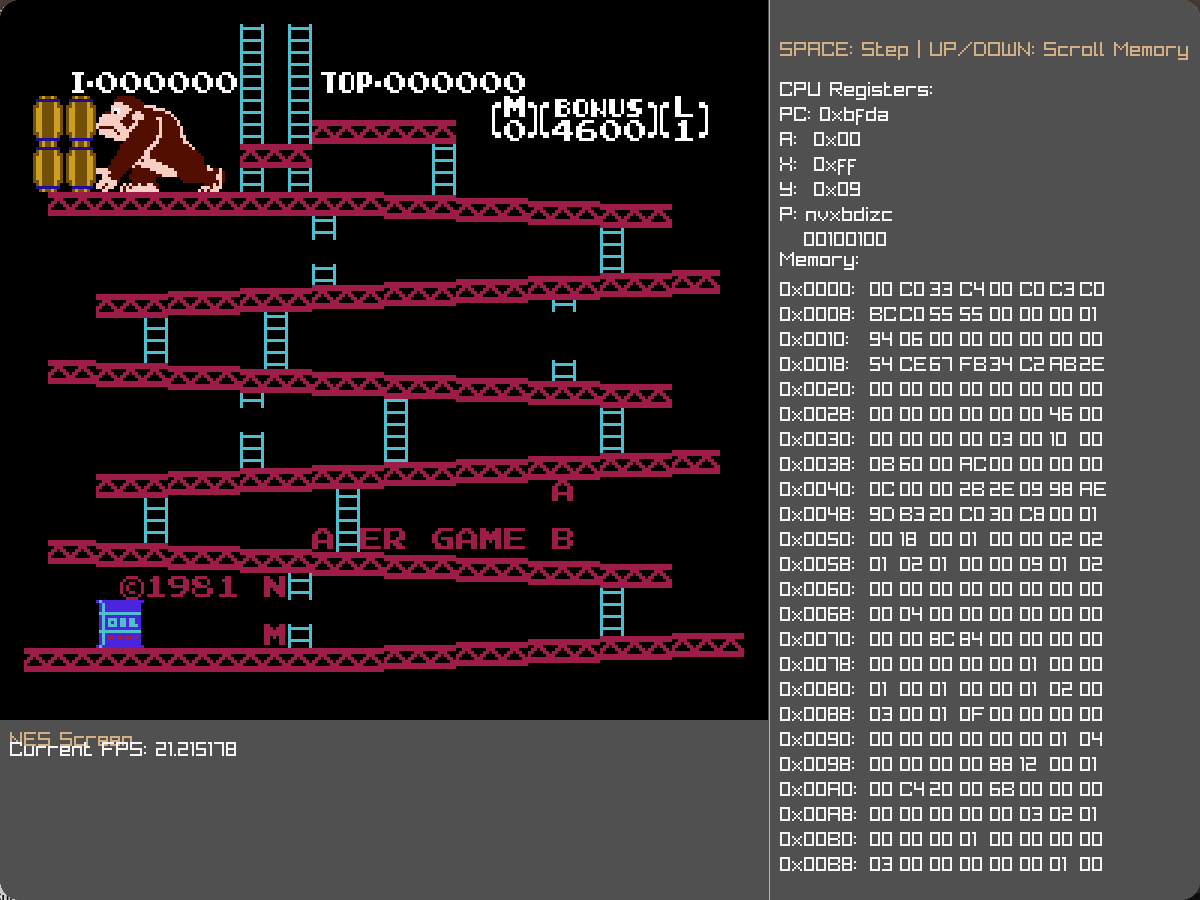 I-000000 TOP-000000
M BONUS L
0 4600 1
A
A ER GAME B
©1981 N
OIL
M
NES Screen
Current FPS: 21.215178
SPACE: Step | UP/DOWN: Scroll Memory
CPU Registers:
PC: 0xbfda
A: 0x00
X: 0xff
Y: 0x09
P: nvxbdizc
00100100
Memory:
0x0000: 00 C0 33 C4 00 C0 C3 C0
0x0008: BC C0 55 55 00 00 00 01
0x0010: 94 06 00 00 00 00 00 00
0x0018: 54 CE 67 FB 34 C2 AB 2E
0x0020: 00 00 00 00 00 00 00 00
0x0028: 00 00 00 00 00 00 46 00
0x0030: 00 00 00 00 03 00 10 00
0x0038: 0B 60 00 AC 00 00 00 00
0x0040: 0C 00 00 2B 2E 09 98 AE
0x0048: 9D B3 20 C0 30 C8 00 01
0x0050: 00 18 00 01 00 00 02 02
0x0058: 01 02 01 00 00 09 01 02
0x0060: 00 00 00 00 00 00 00 00
0x0068: 00 04 00 00 00 00 00 00
0x0070: 00 00 8C 84 00 00 00 00
0x0078: 00 00 00 00 00 01 00 00
0x0080: 01 00 01 00 00 01 02 00
0x0088: 03 00 01 0F 00 00 00 00
0x0090: 00 00 00 00 00 00 01 04
0x0098: 00 00 00 00 88 12 00 01
0x00A0: 00 C4 20 00 6B 00 00 00
0x00A8: 00 00 00 00 00 03 02 01
0x00B0: 00 00 00 01 00 00 00 00
0x00B8: 03 00 00 00 00 00 01 00